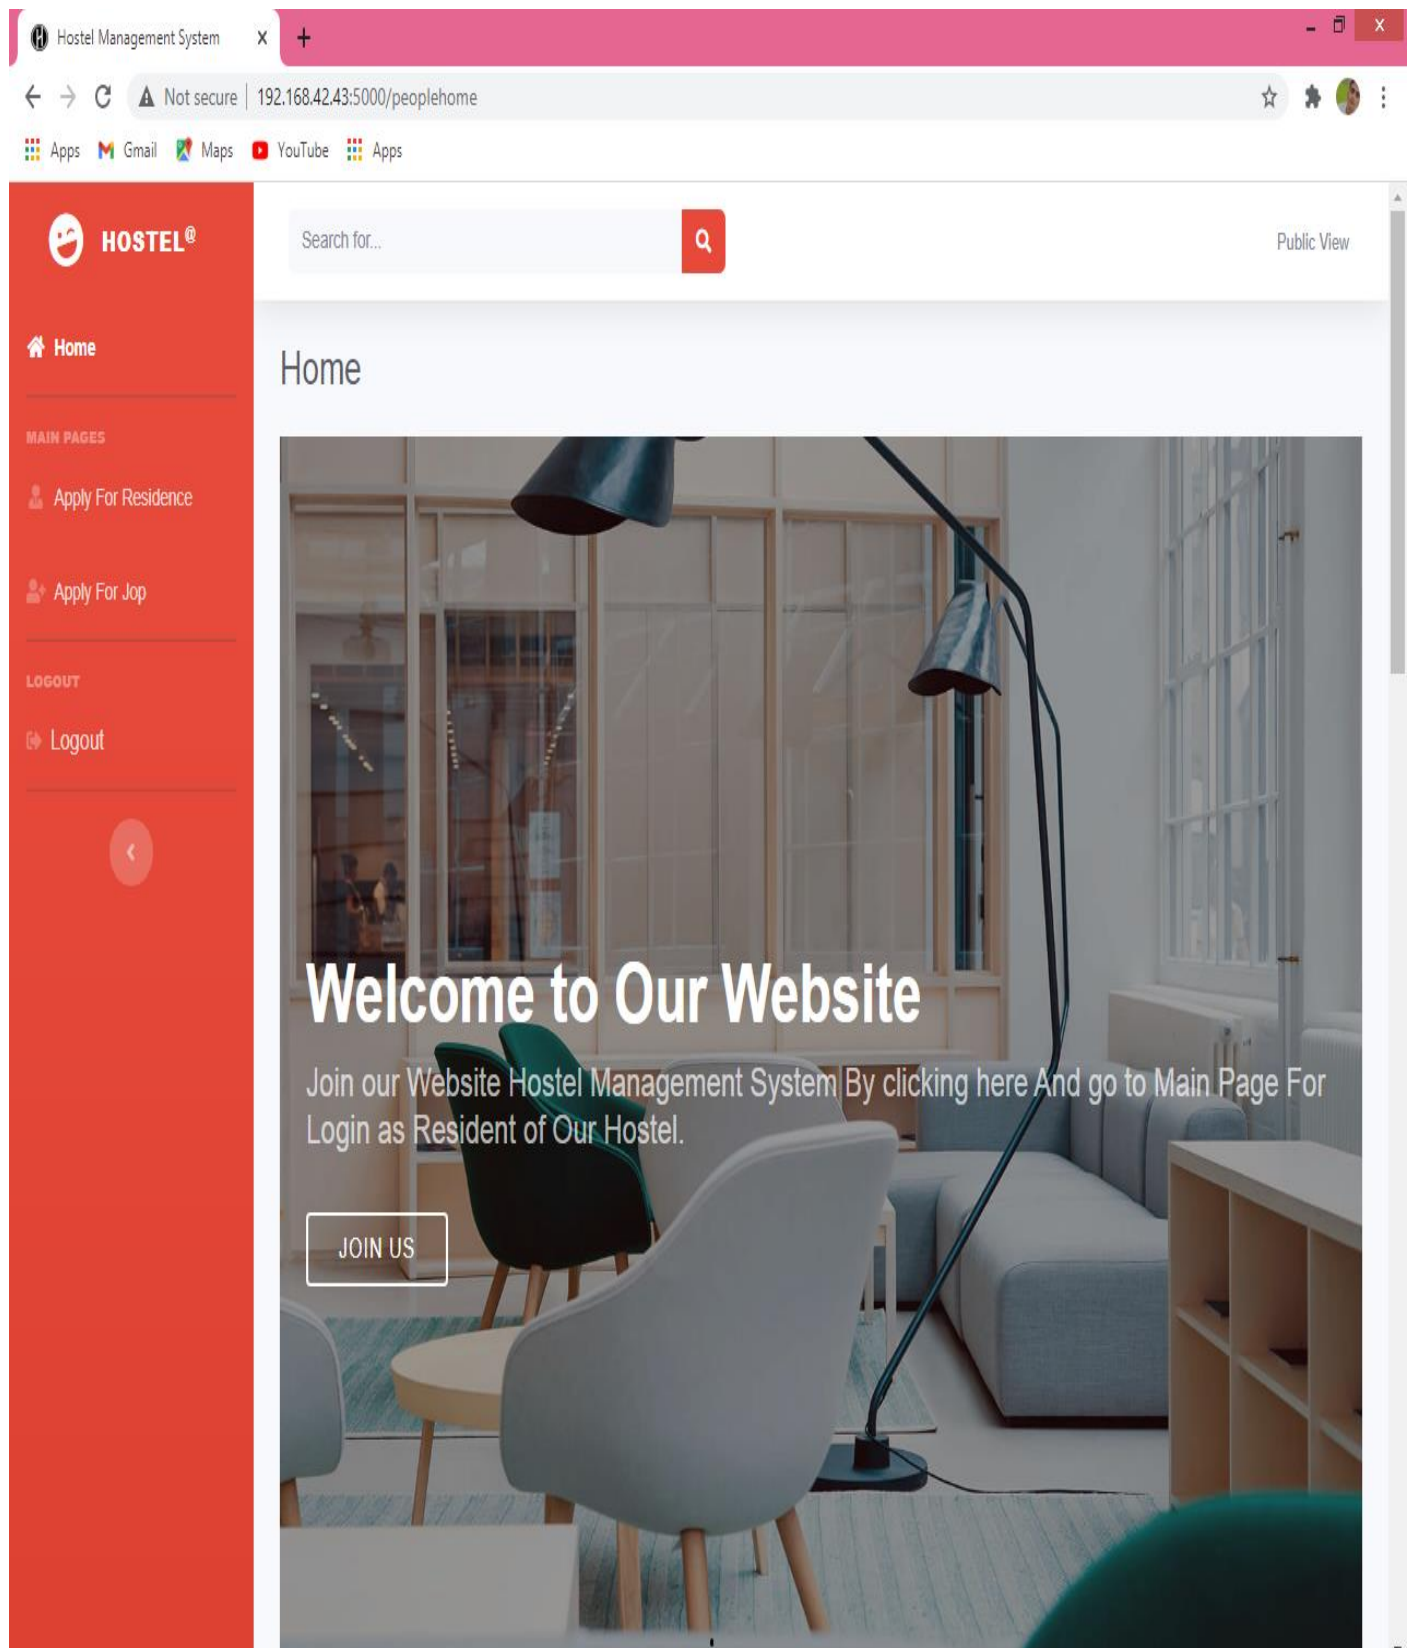 Hostel Management System
Not secure | 192.168.42.43:5000/peoplehome
Apps Gmail Maps YouTube Apps
HOSTEL@
Search for...
Public View
Home
Home
MAIN PAGES
Apply For Residence
Apply For Jop
LOGOUT
Logout
Welcome to Our Website
Join our Website Hostel Management System By clicking here And go to Main Page For
Login as Resident of Our Hostel.
JOIN US